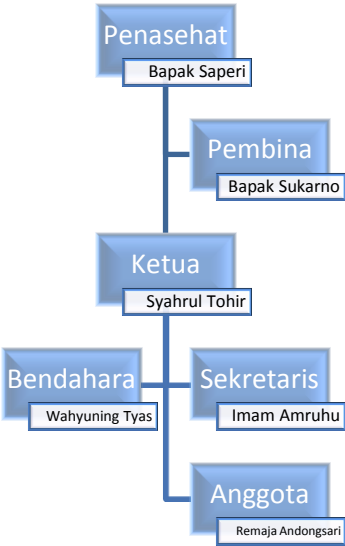 Penasehat
Bapak Saperi
Pembina
Bapak Sukarno
Ketua
Syahrul Tohir
Bendahara
Wahyuning Tyas
Sekretaris
Imam Amruhu
Anggota
Remaja Andongsari